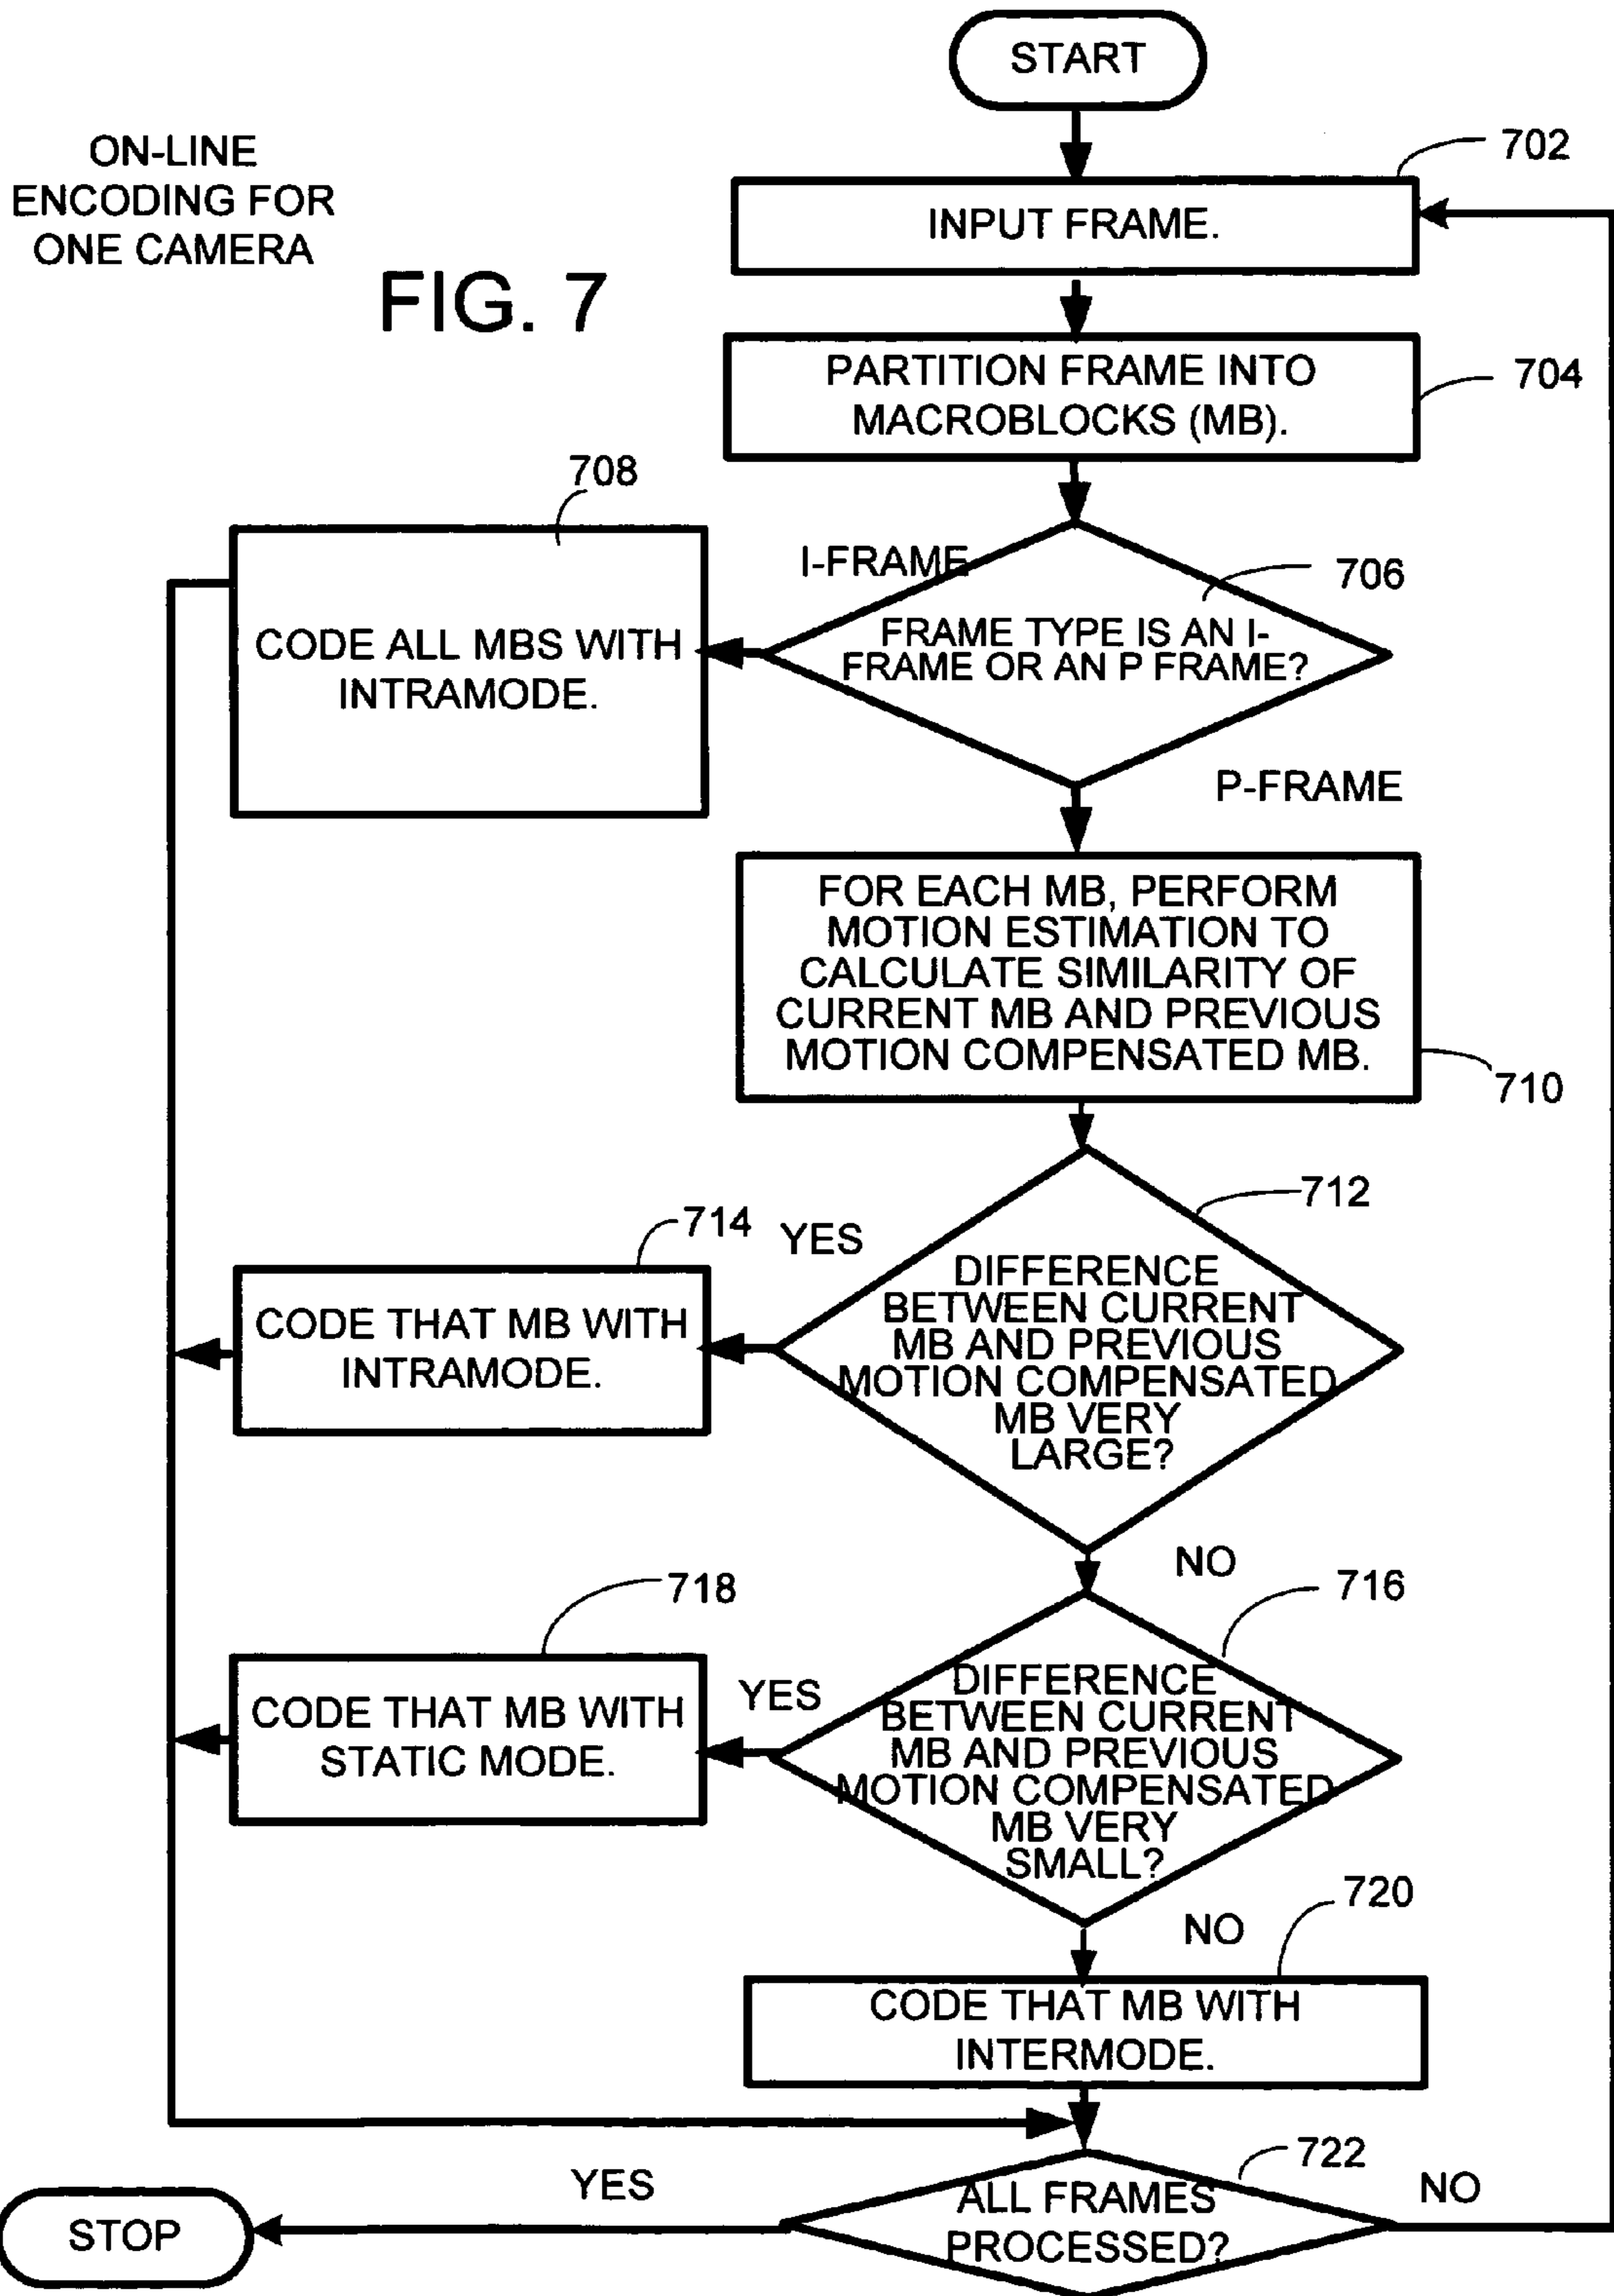 START
ON-LINE
ENCODING FOR
ONE CAMERA
FIG. 7
702
INPUT FRAME.
PARTITION FRAME INTO
MACROBLOCKS (MB).
704
708
I-FRAME
706
FRAME TYPE IS AN I-
FRAME OR AN P FRAME?
CODE ALL MBS WITH
INTRAMODE.
P-FRAME
FOR EACH MB, PERFORM
MOTION ESTIMATION TO
CALCULATE SIMILARITY OF
CURRENT MB AND PREVIOUS
MOTION COMPENSATED MB.
710
712
714
YES
DIFFERENCE
BETWEEN CURRENT
MB AND PREVIOUS
MOTION COMPENSATED
MB VERY
LARGE?
CODE THAT MB WITH
INTRAMODE.
NO
716
718
YES
DIFFERENCE
BETWEEN CURRENT
MB AND PREVIOUS
MOTION COMPENSATED
MB VERY
SMALL?
CODE THAT MB WITH
STATIC MODE.
720
NO
CODE THAT MB WITH
INTERMODE.
722
YES
ALL FRAMES
PROCESSED?
NO
STOP